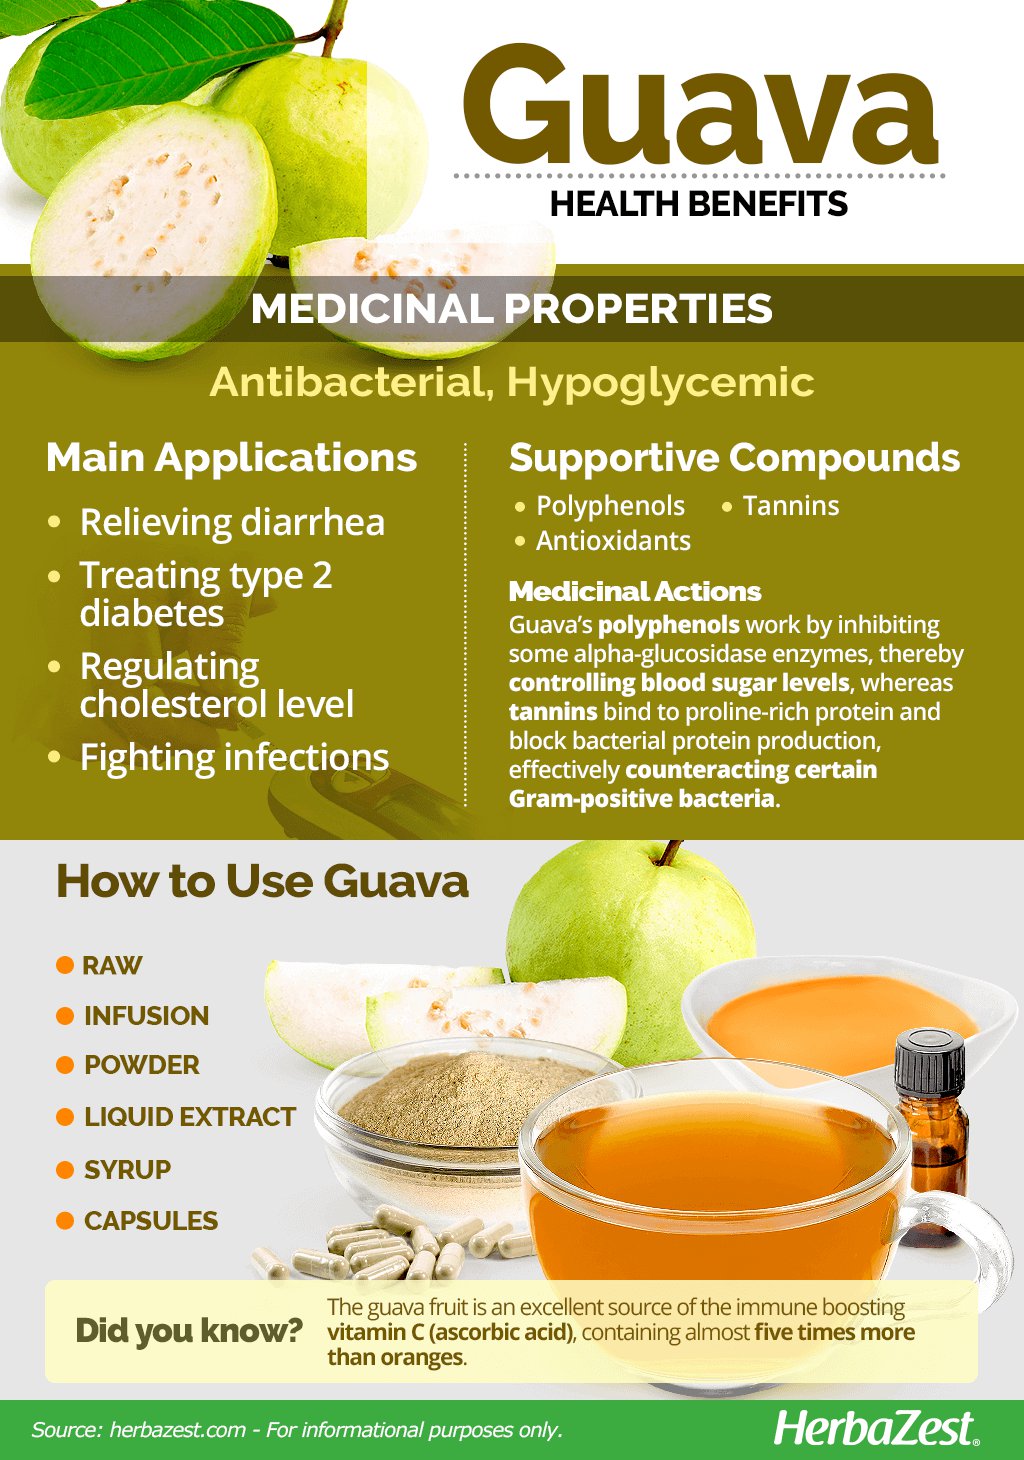 Guava
HEALTH BENEFITS
MEDICINAL PROPERTIES
Antibacterial, Hypoglycemic
Main Applications
• Relieving diarrhea
• Treating type 2
diabetes
• Regulating
cholesterol level
• Fighting infections
Supportive Compounds
• Polyphenols • Tannins
• Antioxidants
Medicinal Actions
Guava's polyphenols work by inhibiting
some alpha-glucosidase enzymes, thereby
controlling blood sugar levels, whereas
tannins bind to proline-rich protein and
block bacterial protein production,
effectively counteracting certain
Gram-positive bacteria.
How to Use Guava
• RAW
• INFUSION
• POWDER
• LIQUID EXTRACT
• SYRUP
• CAPSULES
Did you know?
The guava fruit is an excellent source of the immune boosting
vitamin C (ascorbic acid), containing almost five times more
than oranges.
Source: herbazest.com - For informational purposes only.
HerbaZest®